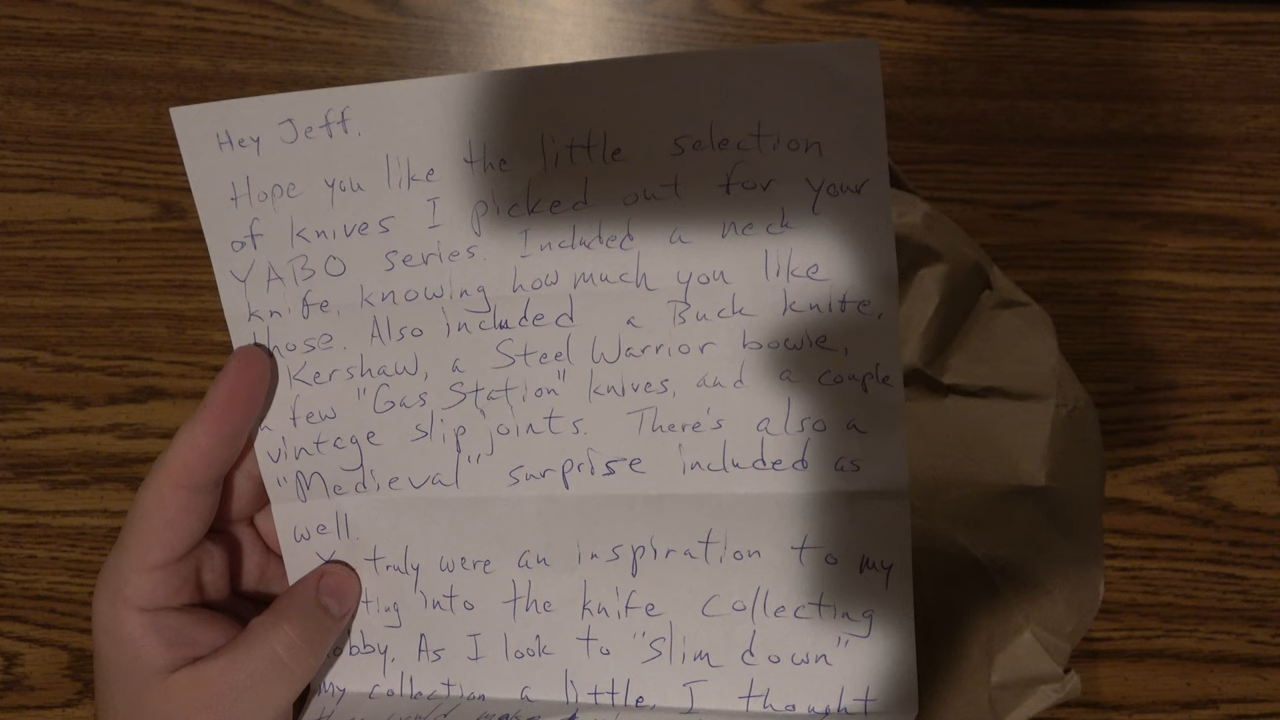 Hey Jeff.
Hope you like the little selection
of knives I picked out for your
YABO series. Included a neck
knife, knowing how much you like
those. Also included a Buck knife,
Kershaw, a Steel Warrior bowie,
a few "Gas Station" knives, and a couple
vintage slip joints. There's also a
"Medieval" surprise included as
well.
truly were an inspiration to my
into the knife collecting
hobby. As I look to "slim down"
my collection a little, I thought